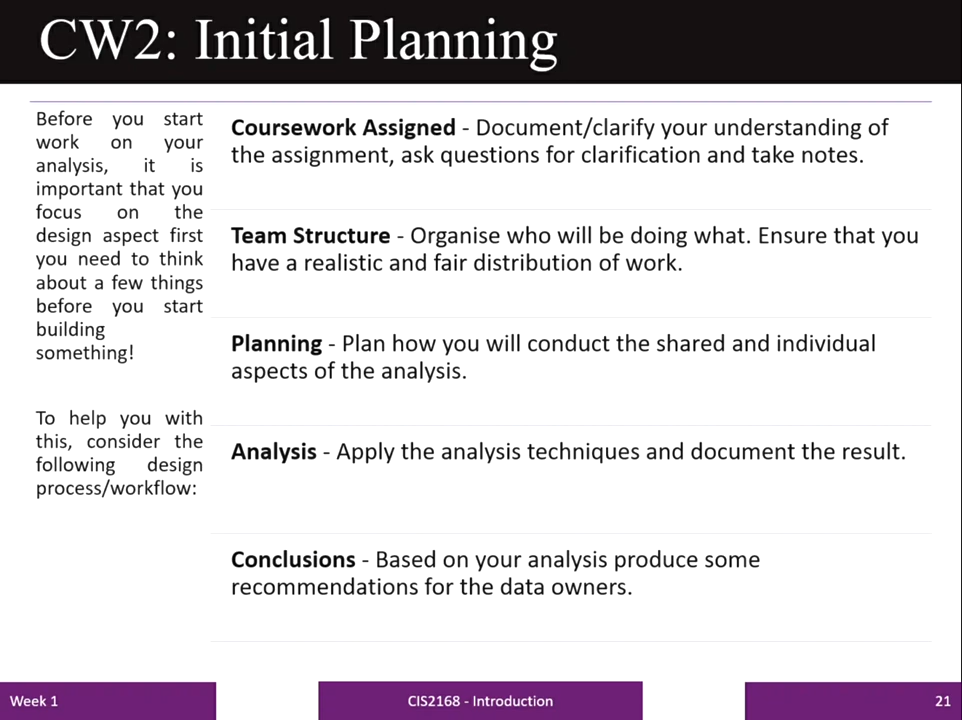 CW2: Initial Planning
Before you start
work on your
analysis, it is
important that you
focus on the
design aspect first
you need to think
about a few things
before you start
building
something!
To help you with
this, consider the
following design
process/workflow:
Coursework Assigned - Document/clarify your understanding of
the assignment, ask questions for clarification and take notes.
Team Structure - Organise who will be doing what. Ensure that you
have a realistic and fair distribution of work.
Planning - Plan how you will conduct the shared and individual
aspects of the analysis.
Analysis - Apply the analysis techniques and document the result.
Conclusions - Based on your analysis produce some
recommendations for the data owners.
Week 1
CIS2168 - Introduction
21